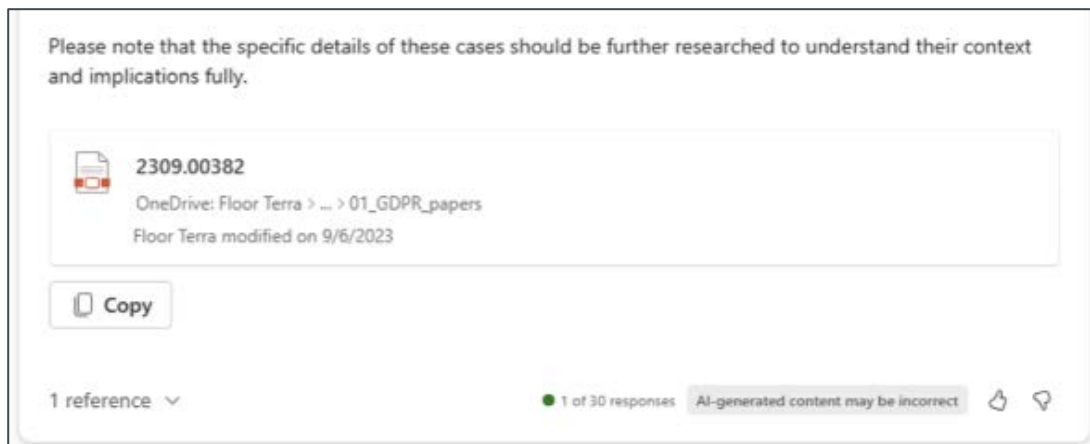 Please note that the specific details of these cases should be further researched to understand their context
and implications fully.
2309.00382
OneDrive: Floor Terra > ... > 01_GDPR_papers
Floor Terra modified on 9/6/2023
Copy
1 reference
1 of 30 responses
AI-generated content may be incorrect